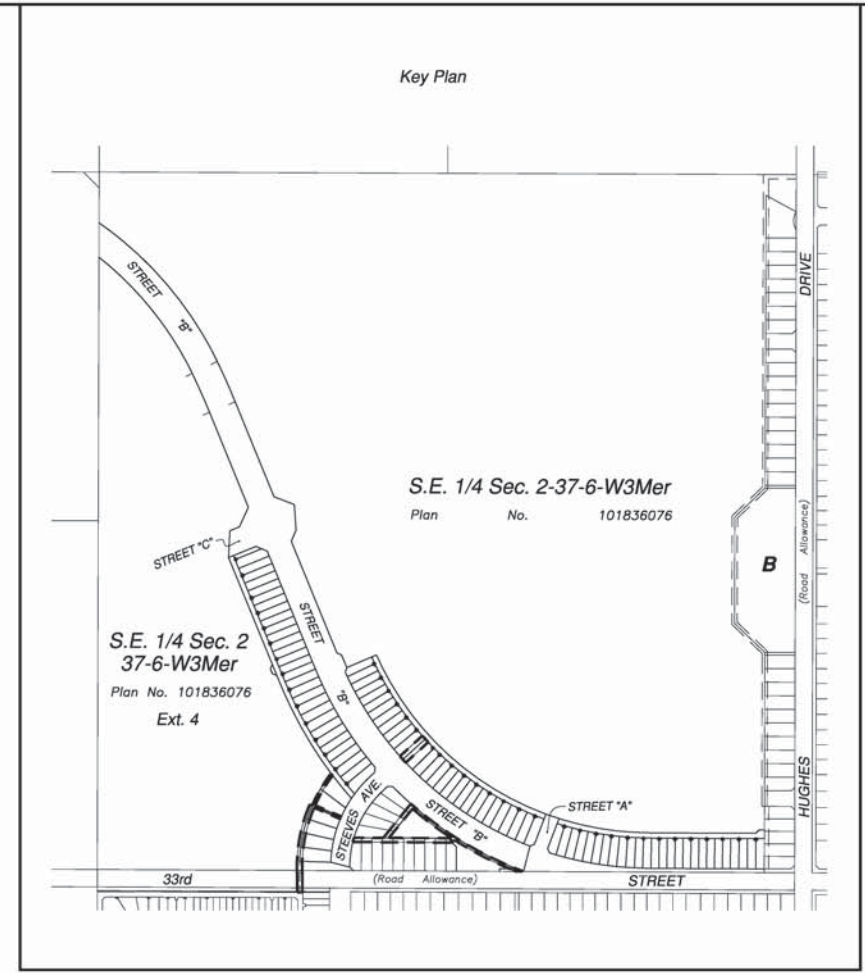 Key Plan
STREET "B"
DRIVE
S.E. 1/4 Sec. 2-37-6-W3Mer
Plan No. 101836076
(Road Allowance)
STREET "C"
B
STREET "B"
S.E. 1/4 Sec. 2
37-6-W3Mer
Plan No. 101836076
Ext. 4
HUGHES
STREET "A"
STREET "B"
STEEVES AVE.
33rd (Road Allowance) STREET